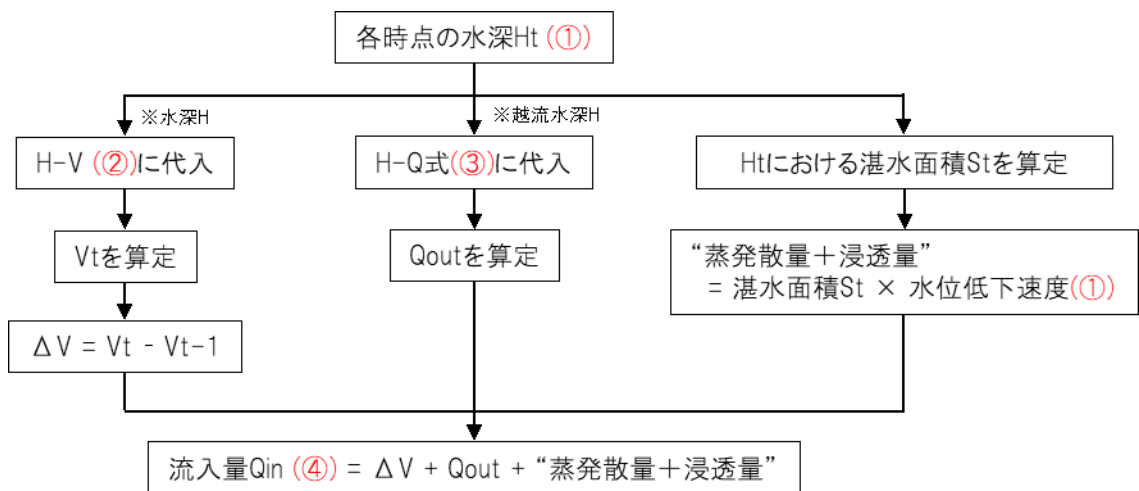 各時点の水深Ht (①)
※水深H
※越流水深H
H-V (②)に代入
H-Q式(③)に代入
Htにおける湛水面積Stを算定
Vtを算定
Qoutを算定
“蒸発散量＋浸透量”
= 湛水面積St × 水位低下速度(①)
ΔV = Vt - Vt-1
流入量Qin (④) = ΔV + Qout + “蒸発散量＋浸透量”